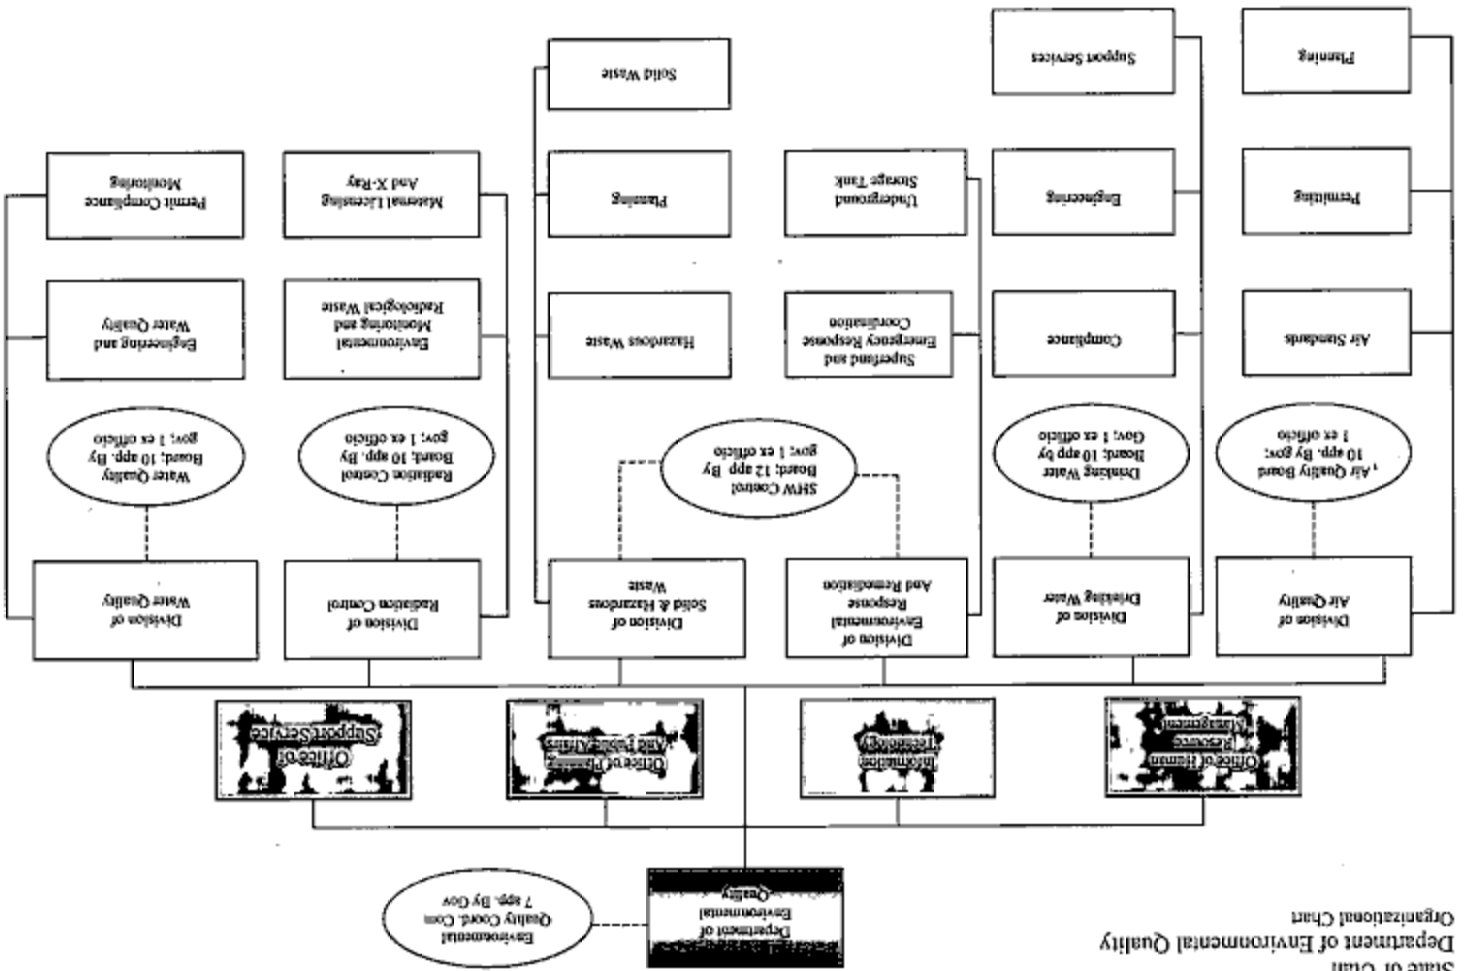 State of Utah
Department of Environmental Quality
Organizational Chart
Department of
Environmental
Quality
Environmental
Quality Coord. Com
7 app. By Gov
Office of Human
Resource
Management
Information
Technology
Office of Planning
And Public Affairs
Office of
Support Service
Division of
Air Quality
Division of
Drinking Water
Division of
Environmental
Response
And Remediation
Division of
Solid & Hazardous
Waste
Division of
Radiation Control
Division of
Water Quality
Air Quality Board
10 app. By gov;
1 ex officio
Drinking Water
Board; 10 app by
Gov; 1 ex officio
SHW Control
Board; 12 app. By
gov; 1 ex officio
Radiation Control
Board; 10 app. By
gov; 1 ex officio
Water Quality
Board; 10 app. By
gov; 1 ex officio
Air Standards
Compliance
Superfund and
Emergency Response
Coordination
Hazardous Waste
Environmental
Monitoring and
Radiological Waste
Engineering and
Water Quality
Permitting
Engineering
Underground
Storage Tank
Planning
Maternal Licensing
And X-Ray
Permit Compliance
Monitoring
Planning
Support Services
Solid Waste